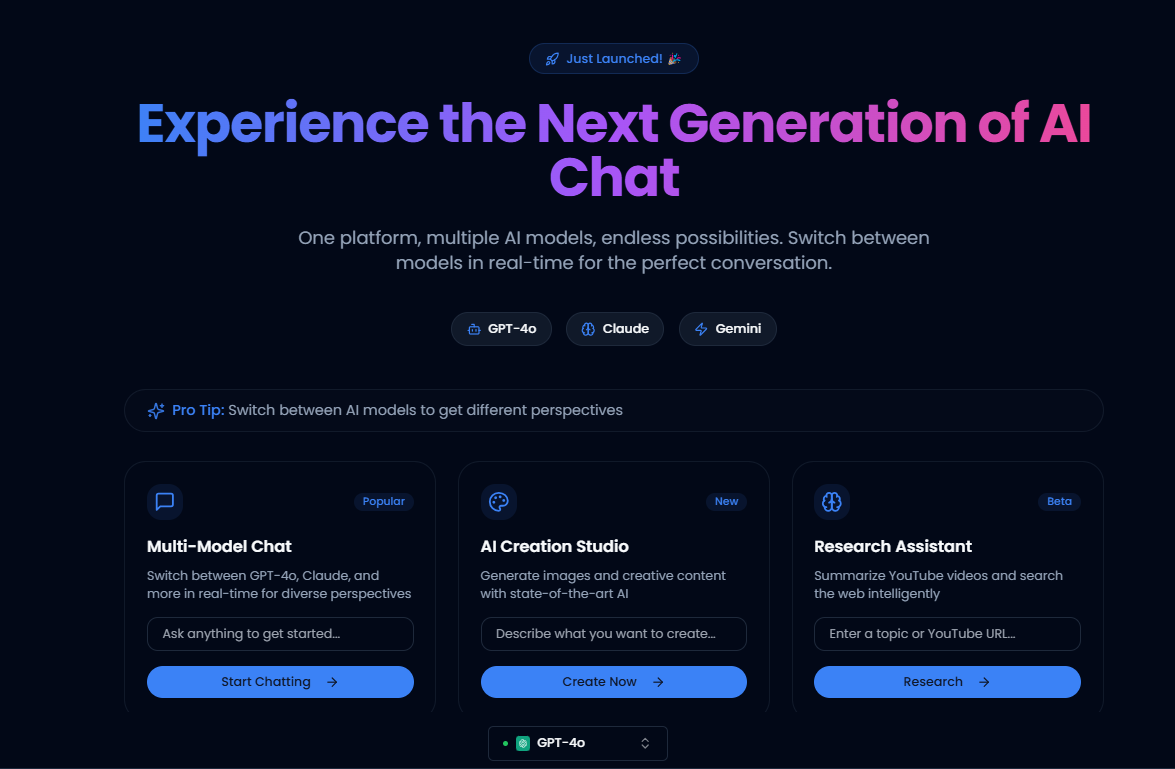 Just Launched! 🎉
Experience the Next Generation of AI
Chat
One platform, multiple AI models, endless possibilities. Switch between
models in real-time for the perfect conversation.
GPT-4o
Claude
Gemini
Pro Tip: Switch between AI models to get different perspectives
Popular
Multi-Model Chat
Switch between GPT-4o, Claude, and
more in real-time for diverse perspectives
Ask anything to get started...
Start Chatting →
New
AI Creation Studio
Generate images and creative content
with state-of-the-art AI
Describe what you want to create...
Create Now →
Beta
Research Assistant
Summarize YouTube videos and search
the web intelligently
Enter a topic or YouTube URL...
Research →
GPT-4o